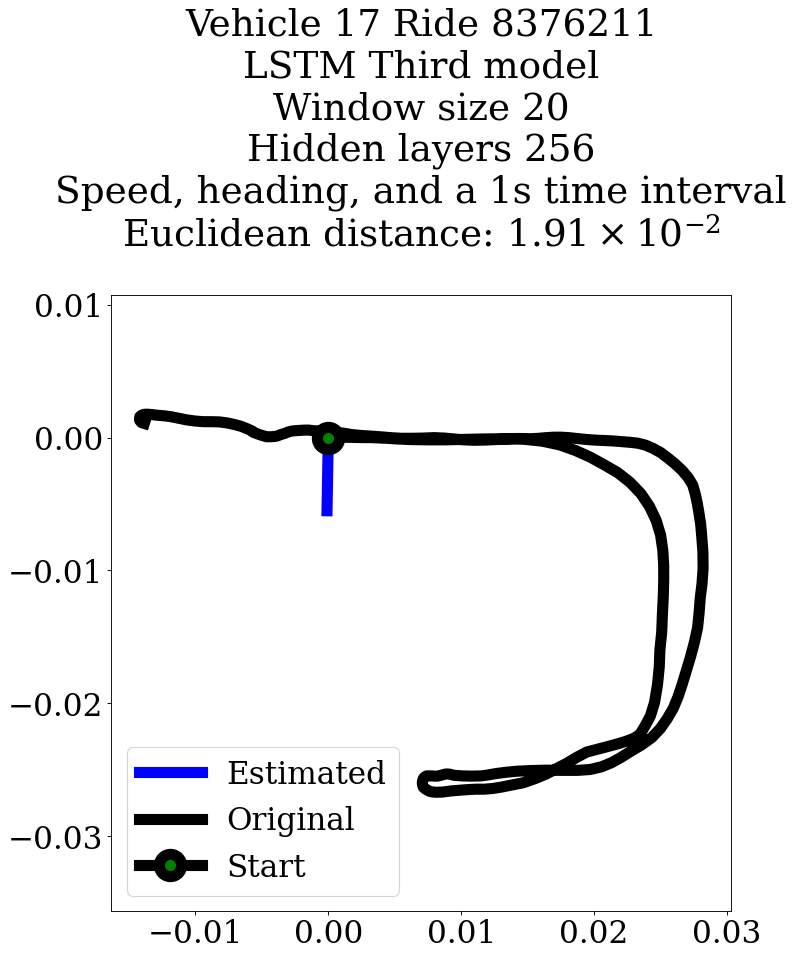 Vehicle 17 Ride 8376211
LSTM Third model
Window size 20
Hidden layers 256
Speed, heading, and a 1s time interval
Euclidean distance: 1.91 × 10⁻²
0.01
0.00
−0.01
−0.02
−0.03
Estimated
Original
Start
−0.01 0.00 0.01 0.02 0.03